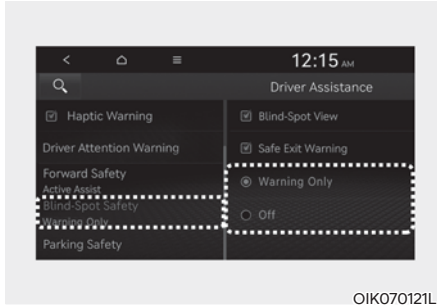 12:15 AM
Driver Assistance
Haptic Warning
Driver Attention Warning
Forward Safety
Active Assist
Blind-Spot Safety
Warning Only
Parking Safety
Blind-Spot View
Safe Exit Warning
Warning Only
Off
OIK070121L